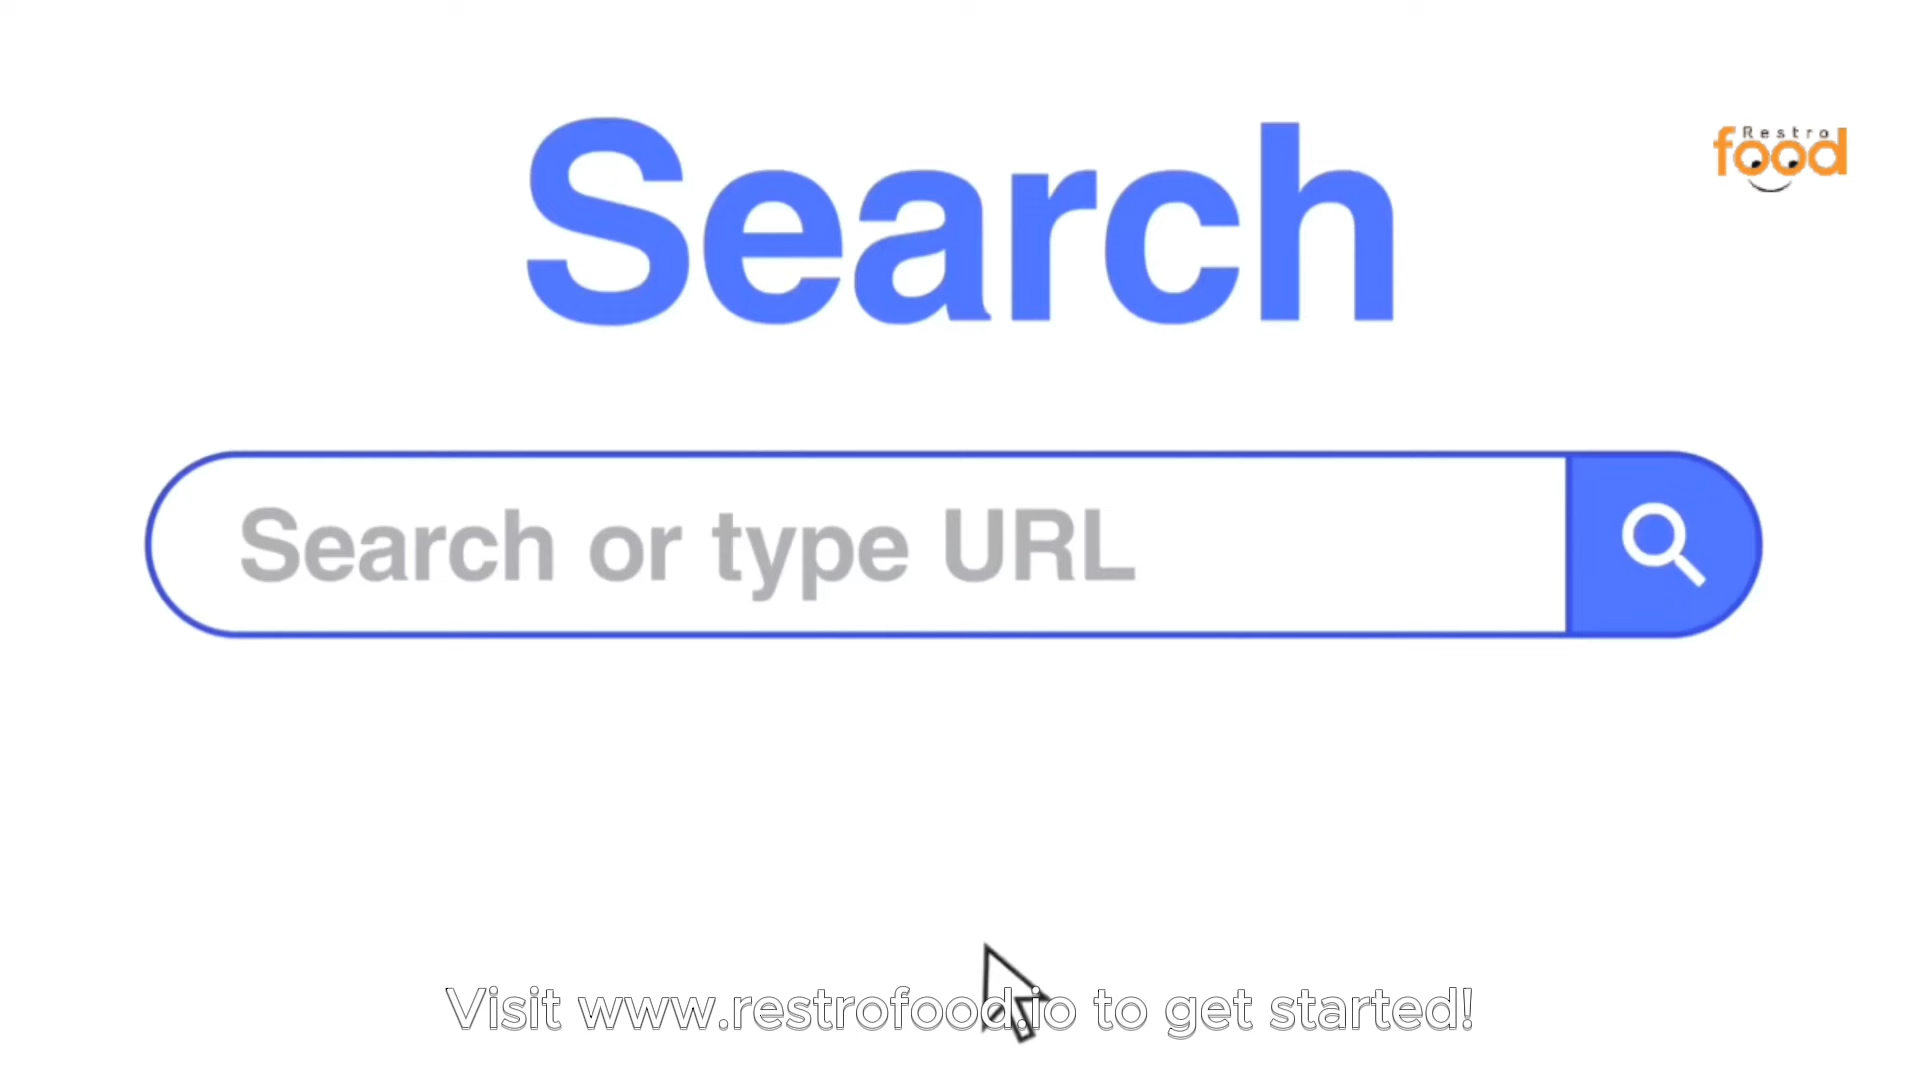 Search
Restro
food
Search or type URL
Visit www.restrofood.io to get started!